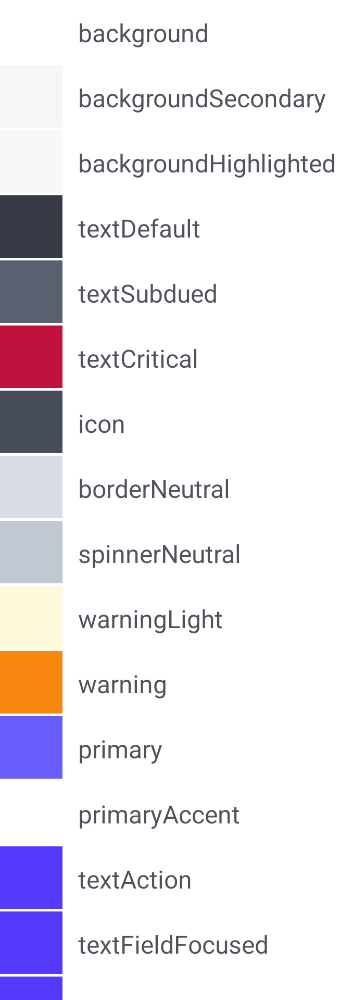 background
backgroundSecondary
backgroundHighlighted
textDefault
textSubdued
textCritical
icon
borderNeutral
spinnerNeutral
warningLight
warning
primary
primaryAccent
textAction
textFieldFocused